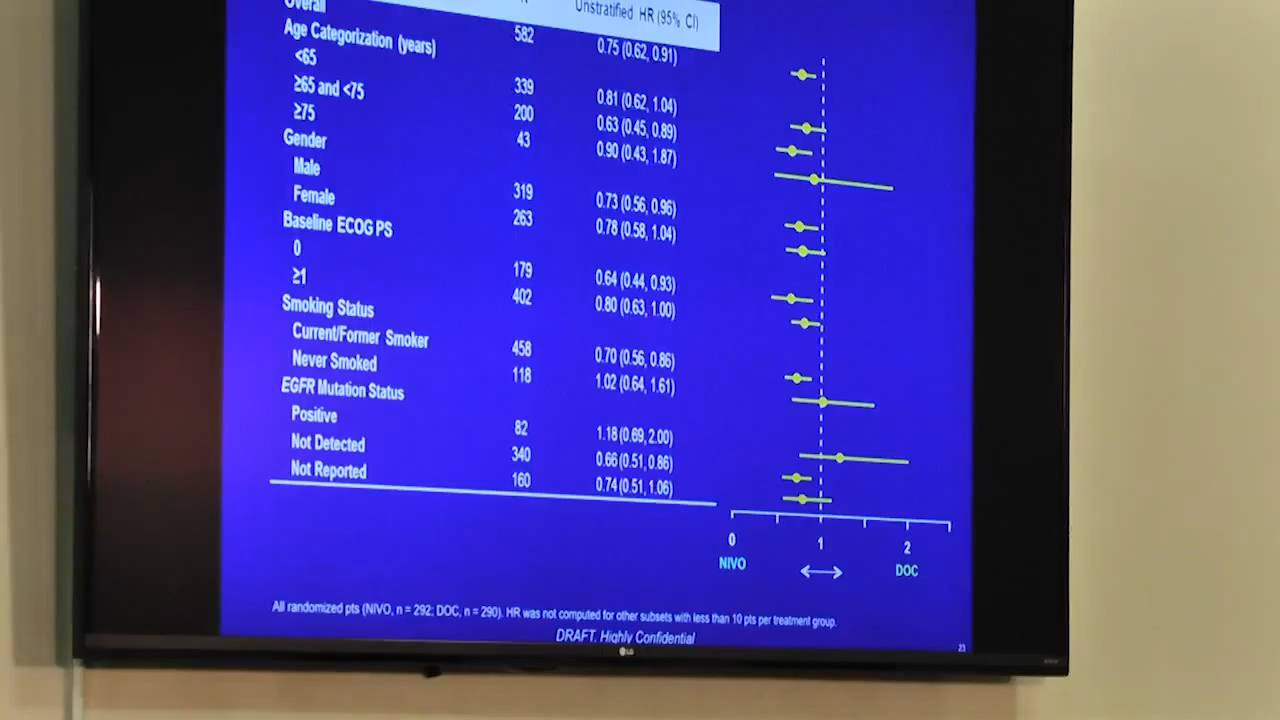 Overall 582 0.75 (0.62, 0.91)
Unstratified HR (95% CI)
Age Categorization (years)
<65 339 0.81 (0.62, 1.04)
≥65 and <75 200 0.63 (0.45, 0.89)
≥75 43 0.90 (0.43, 1.87)
Gender
Male 319 0.73 (0.56, 0.96)
Female 263 0.78 (0.58, 1.04)
Baseline ECOG PS
0 179 0.64 (0.44, 0.93)
≥1 402 0.80 (0.63, 1.00)
Smoking Status
Current/Former Smoker 458 0.70 (0.56, 0.86)
Never Smoked 118 1.02 (0.64, 1.61)
EGFR Mutation Status
Positive 82 1.18 (0.69, 2.00)
Not Detected 340 0.66 (0.51, 0.86)
Not Reported 160 0.74 (0.51, 1.06)
0 1 2
NIVO DOC
All randomized pts (NIVO, n = 292; DOC, n = 290). HR was not computed for other subsets with less than 10 pts per treatment group.
DRAFT. Highly Confidential
23
LG